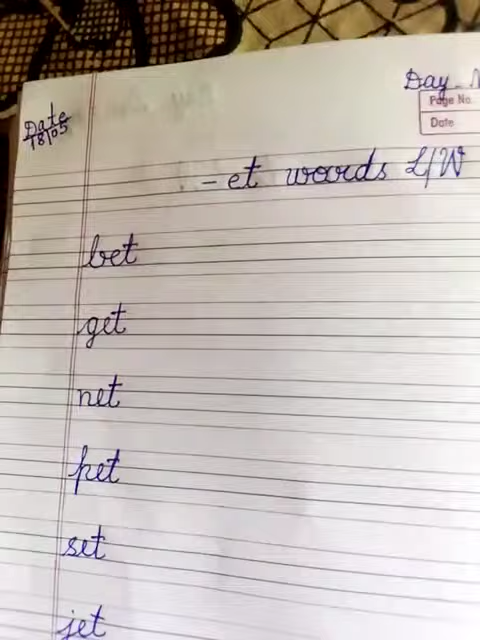 Day - 
Page No.
Date
Date
18/05
- et words L/W
bet
get
net
pet
set
jet